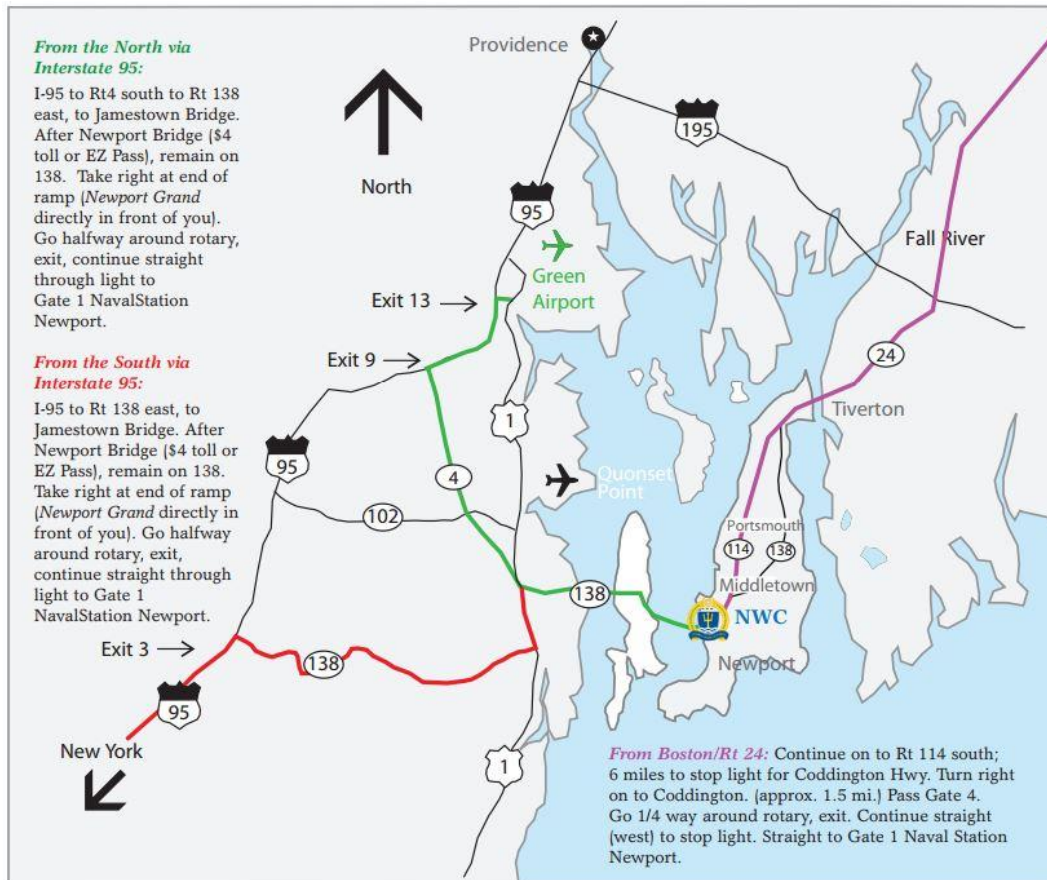 From the North via
Interstate 95:
I-95 to Rt4 south to Rt 138
east, to Jamestown Bridge.
After Newport Bridge ($4
toll or EZ Pass), remain on
138.  Take right at end of
ramp (Newport Grand
directly in front of you).
Go halfway around rotary,
exit, continue straight
through light to
Gate 1 NavalStation
Newport.
From the South via
Interstate 95:
I-95 to Rt 138 east, to
Jamestown Bridge. After
Newport Bridge ($4 toll or
EZ Pass), remain on 138.
Take right at end of ramp
(Newport Grand directly in
front of you). Go halfway
around rotary, exit,
continue straight through
light to Gate 1
NavalStation Newport.
North
Providence
195
95
Green
Airport
Fall River
Exit 13
Exit 9
24
Tiverton
1
95
4
Quonset
Point
102
Portsmouth
114
138
Middletown
138
NWC
Newport
Exit 3
138
95
New York
1
From Boston/Rt 24: Continue on to Rt 114 south;
6 miles to stop light for Coddington Hwy. Turn right
on to Coddington. (approx. 1.5 mi.) Pass Gate 4.
Go 1/4 way around rotary, exit. Continue straight
(west) to stop light. Straight to Gate 1 Naval Station
Newport.